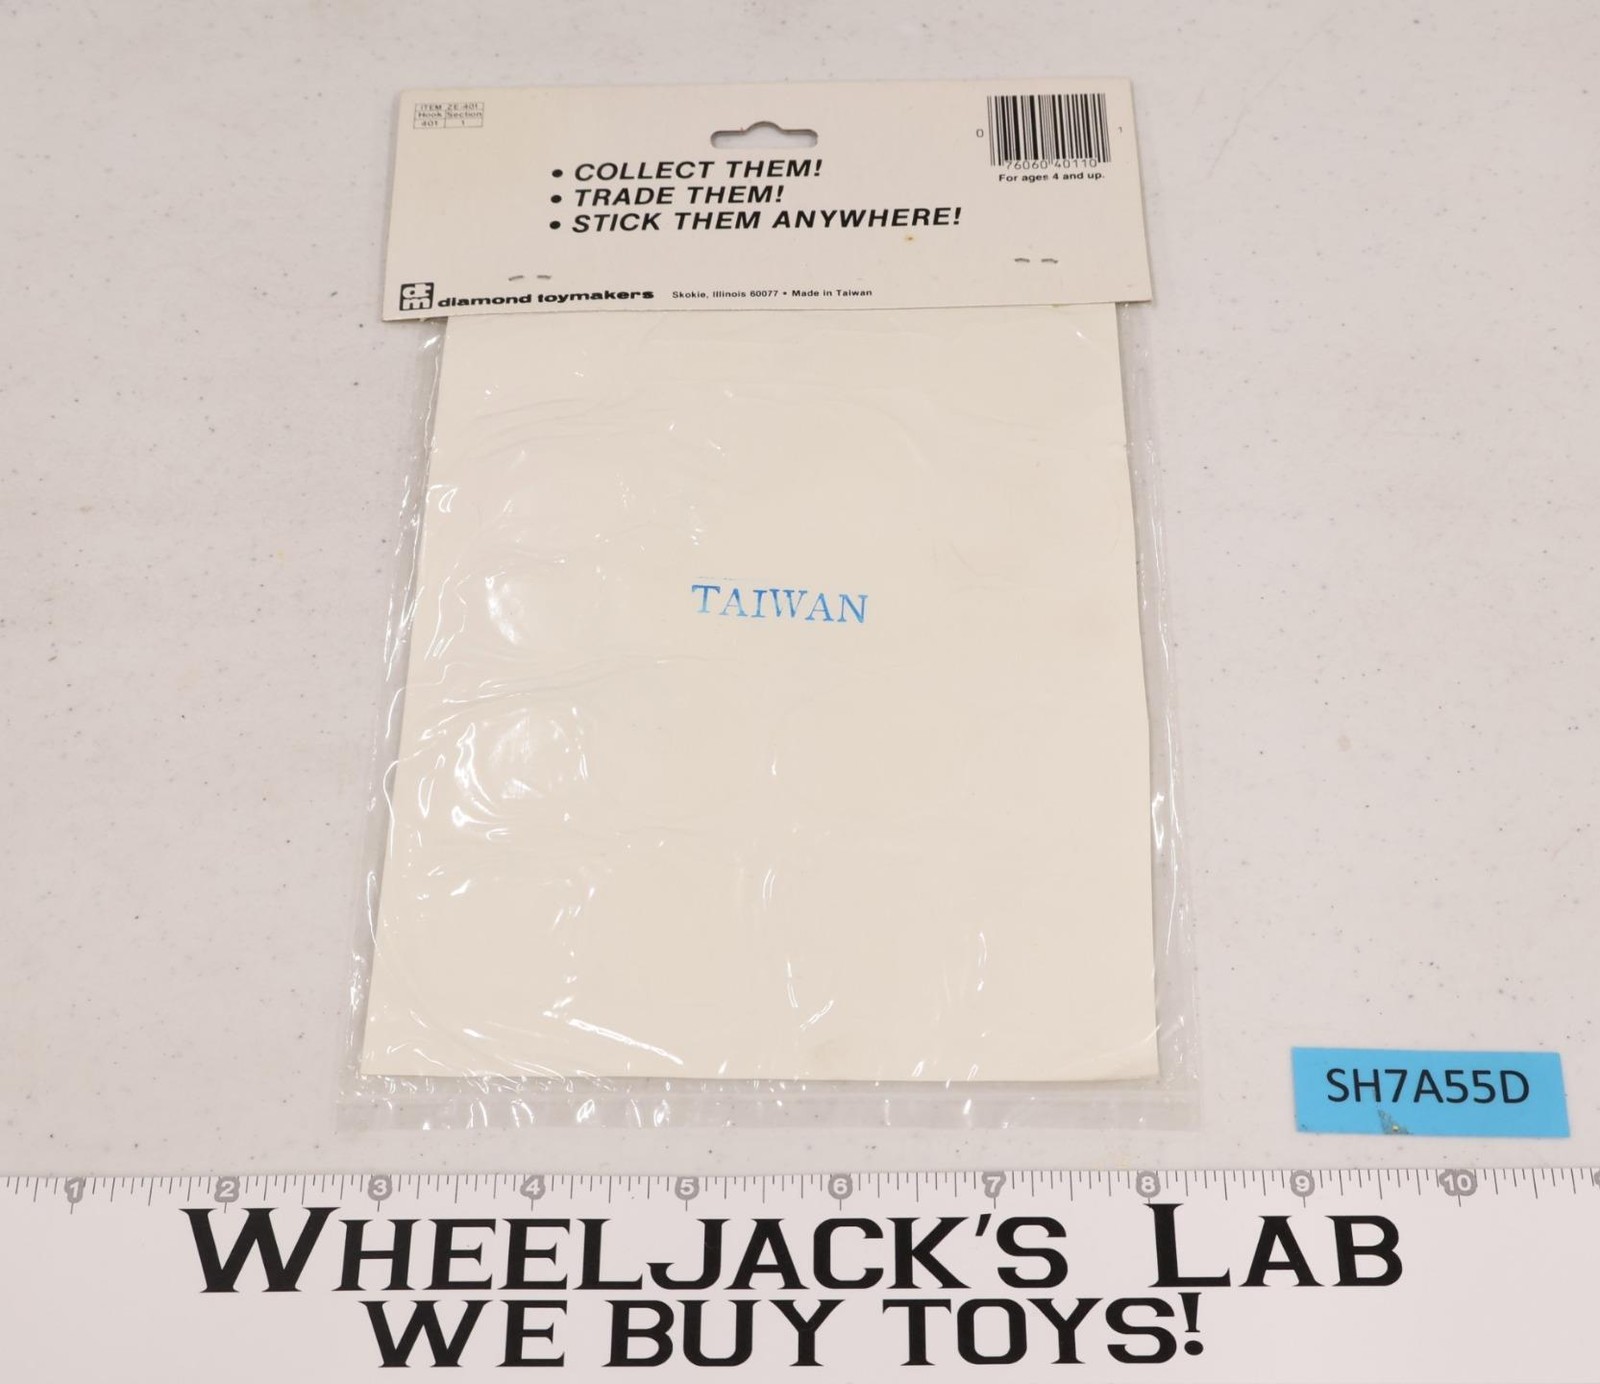 ITEM ZE-401
Hook Section
401 1
• COLLECT THEM!
• TRADE THEM!
• STICK THEM ANYWHERE!
0 76060 40110 1
For ages 4 and up.
dtm diamond toymakers Skokie, Illinois 60077 • Made in Taiwan
TAIWAN
SH7A55D
1 2 3 4 5 6 7 8 9 10
WHEELJACK'S LAB
WE BUY TOYS!